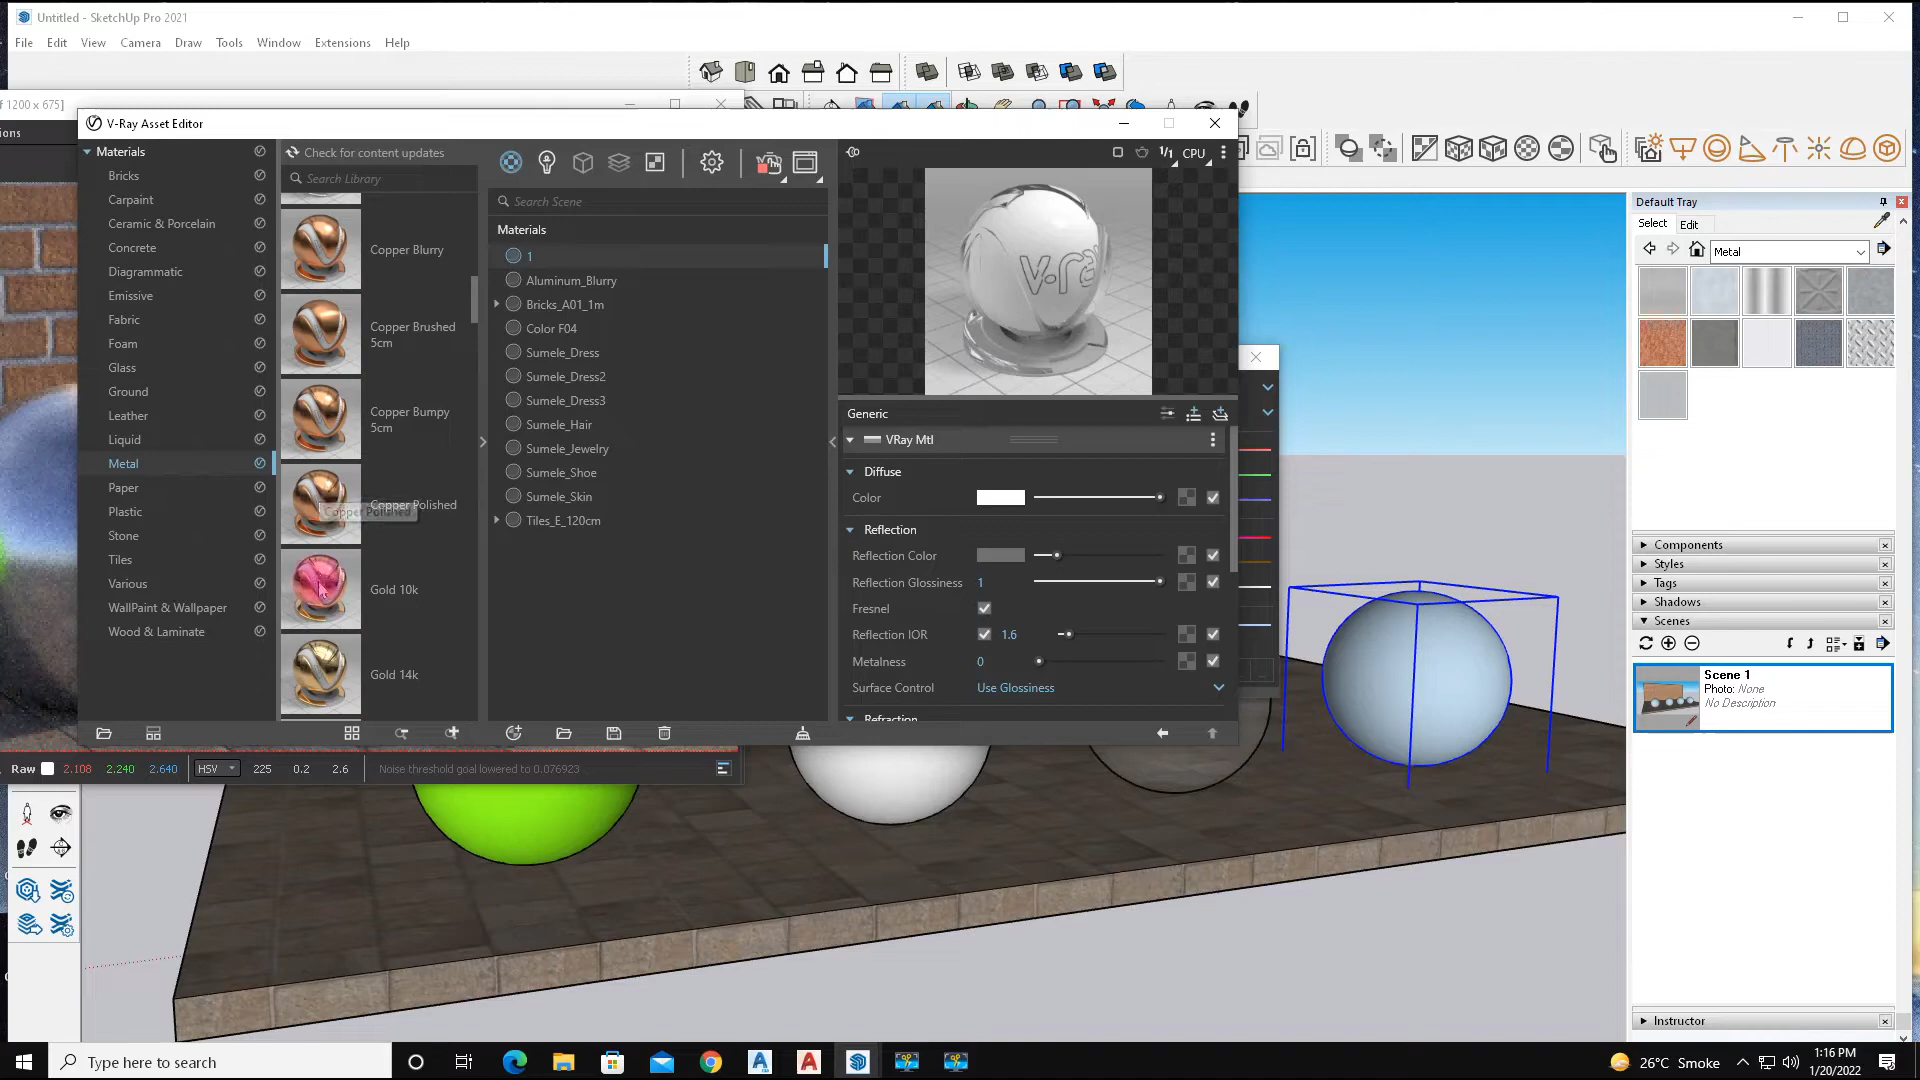 Untitled - SketchUp Pro 2021
File Edit View Camera Draw Tools Window Extensions Help
f 1200 x 675]
ions
V-Ray Asset Editor
Materials
Bricks
Carpaint
Ceramic & Porcelain
Concrete
Diagrammatic
Emissive
Fabric
Foam
Glass
Ground
Leather
Liquid
Metal
Paper
Plastic
Stone
Tiles
Various
WallPaint & Wallpaper
Wood & Laminate
Check for content updates
Search Library
Copper Blurry
Copper Brushed
5cm
Copper Bumpy
5cm
Copper Polished
Copper Polished
Gold 10k
Gold 14k
Search Scene
Materials
1
Aluminum_Blurry
Bricks_A01_1m
Color F04
Sumele_Dress
Sumele_Dress2
Sumele_Dress3
Sumele_Hair
Sumele_Jewelry
Sumele_Shoe
Sumele_Skin
Tiles_E_120cm
1/1 CPU
Generic
VRay Mtl
Diffuse
Color
Reflection
Reflection Color
Reflection Glossiness 1
Fresnel
Reflection IOR 1.6
Metalness 0
Surface Control Use Glossiness
Refraction
Raw 2.108 2.240 2.640 HSV 225 0.2 2.6 Noise threshold goal lowered to 0.076923
Default Tray
Select Edit
Metal
Components
Styles
Tags
Shadows
Scenes
Scene 1
Photo: None
No Description
Instructor
Type here to search
26°C Smoke
1:16 PM
1/20/2022